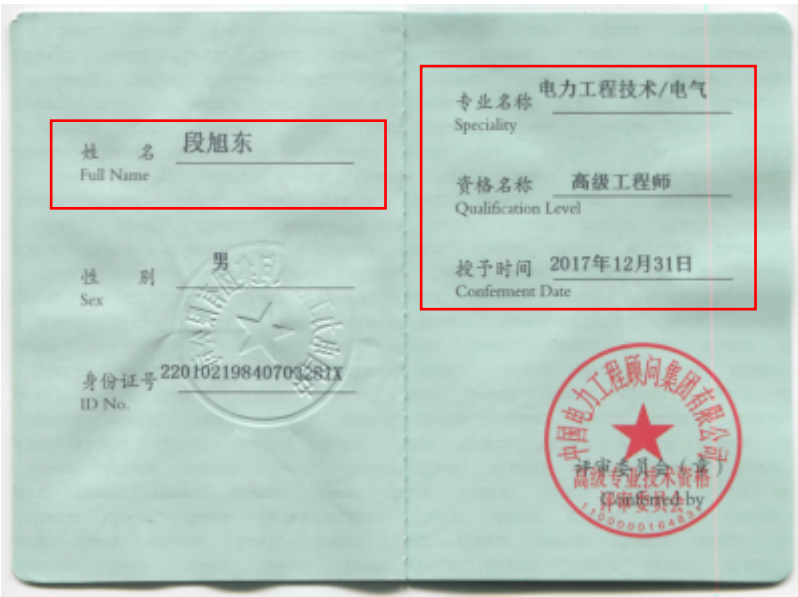 姓 名 段旭东
Full Name
性 别 男
Sex
身份证号 22010219840703281X
ID No.
专业名称 电力工程技术/电气
Speciality
资格名称 高级工程师
Qualification Level
授予时间 2017年12月31日
Conferment Date
中国电力工程顾问集团有限公司
评审委员会(章)
高级专业技术资格
Conferred by
评审委员会